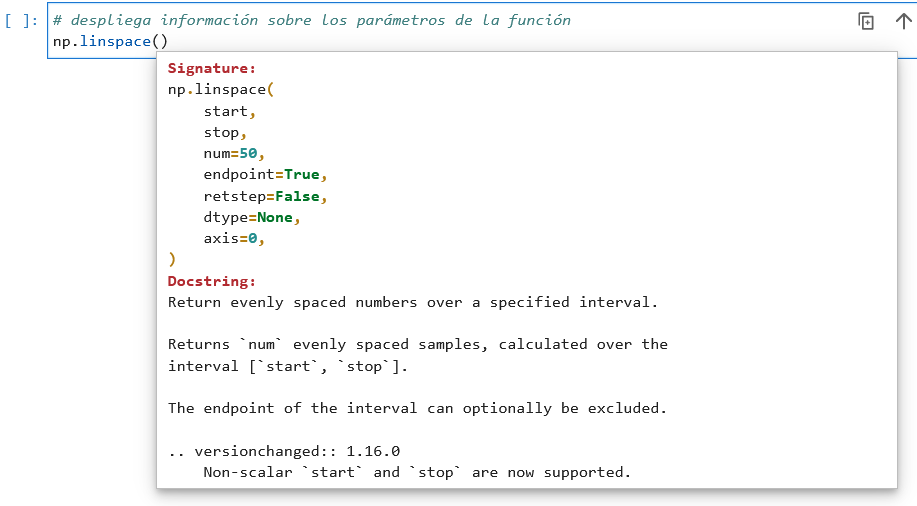 [ ]: # despliega información sobre los parámetros de la función
np.linspace()
Signature:
np.linspace(
    start,
    stop,
    num=50,
    endpoint=True,
    retstep=False,
    dtype=None,
    axis=0,
)
Docstring:
Return evenly spaced numbers over a specified interval.

Returns `num` evenly spaced samples, calculated over the
interval [`start`, `stop`].

The endpoint of the interval can optionally be excluded.

.. versionchanged:: 1.16.0
    Non-scalar `start` and `stop` are now supported.